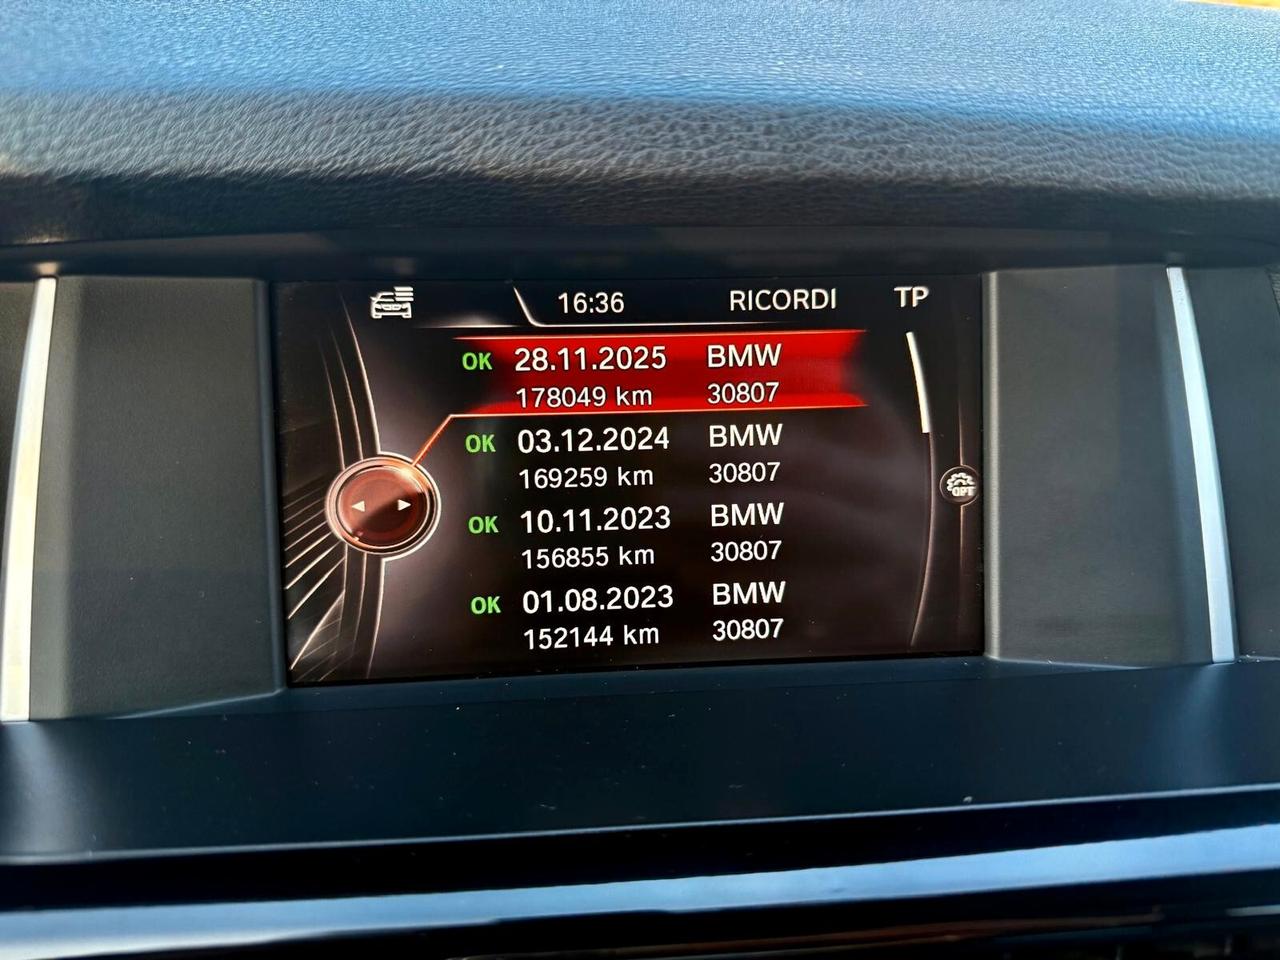 16:36 RICORDI TP
OK 28.11.2025 BMW
178049 km 30807
OK 03.12.2024 BMW
169259 km 30807
OK 10.11.2023 BMW
156855 km 30807
OK 01.08.2023 BMW
152144 km 30807
OPT